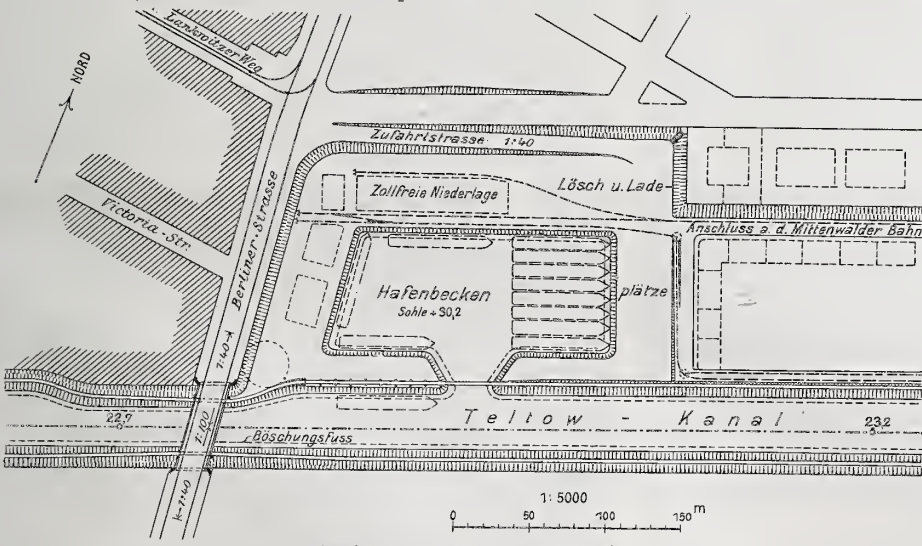 Lankwitzer Weg
NORD
Zufahrtstrasse 1:40
Zollfreie Niederlage
Lösch u. Lade-
Victoria-Str.
Berliner-strasse
Anschluss a. d. Mittenwalder Bahn
Hafenbecken
Sohle + 30,2
plätze
1:40
22,7
1:100
Teltow - Kanal
23,2
Böschungsfuss
1:40
1: 5000
0 50 100 150 m